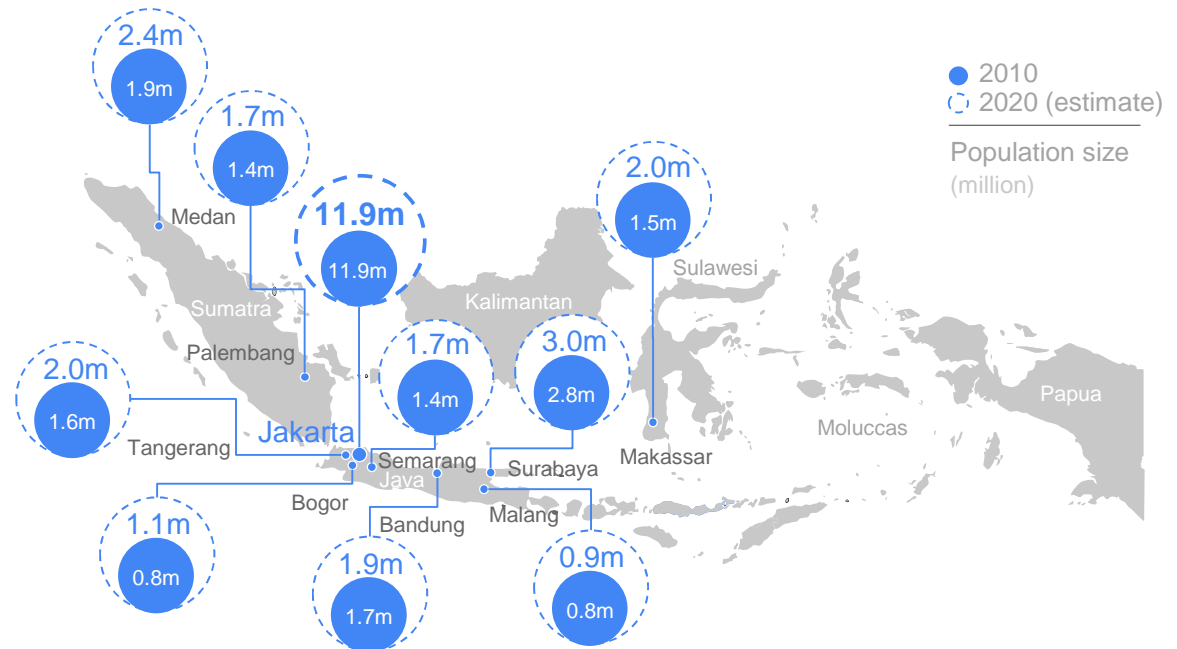 2.4m
1.9m
2010
2020 (estimate)
Population size
(million)
1.7m
1.4m
2.0m
1.5m
11.9m
11.9m
Medan
Sulawesi
Kalimantan
Sumatra
Palembang
1.7m
1.4m
3.0m
2.8m
2.0m
1.6m
Papua
Moluccas
Jakarta
Tangerang
Semarang
Surabaya
Makassar
Java
Bogor
Bandung
Malang
1.1m
0.8m
1.9m
1.7m
0.9m
0.8m